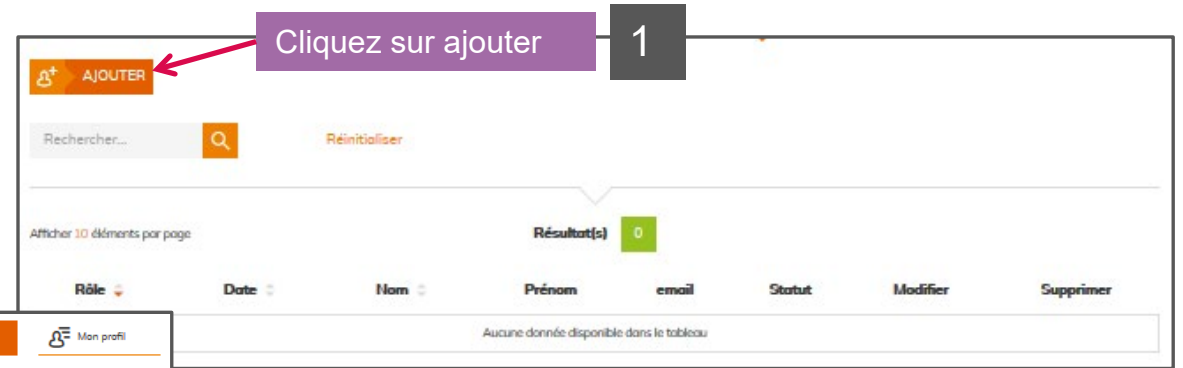 Cliquez sur ajouter 1
AJOUTER
Rechercher... Réinitialiser
Afficher 10 éléments par page Résultat(s) 0
Rôle Date Nom Prénom email Statut Modifier Supprimer
Aucune donnée disponible dans le tableau
Mon profil